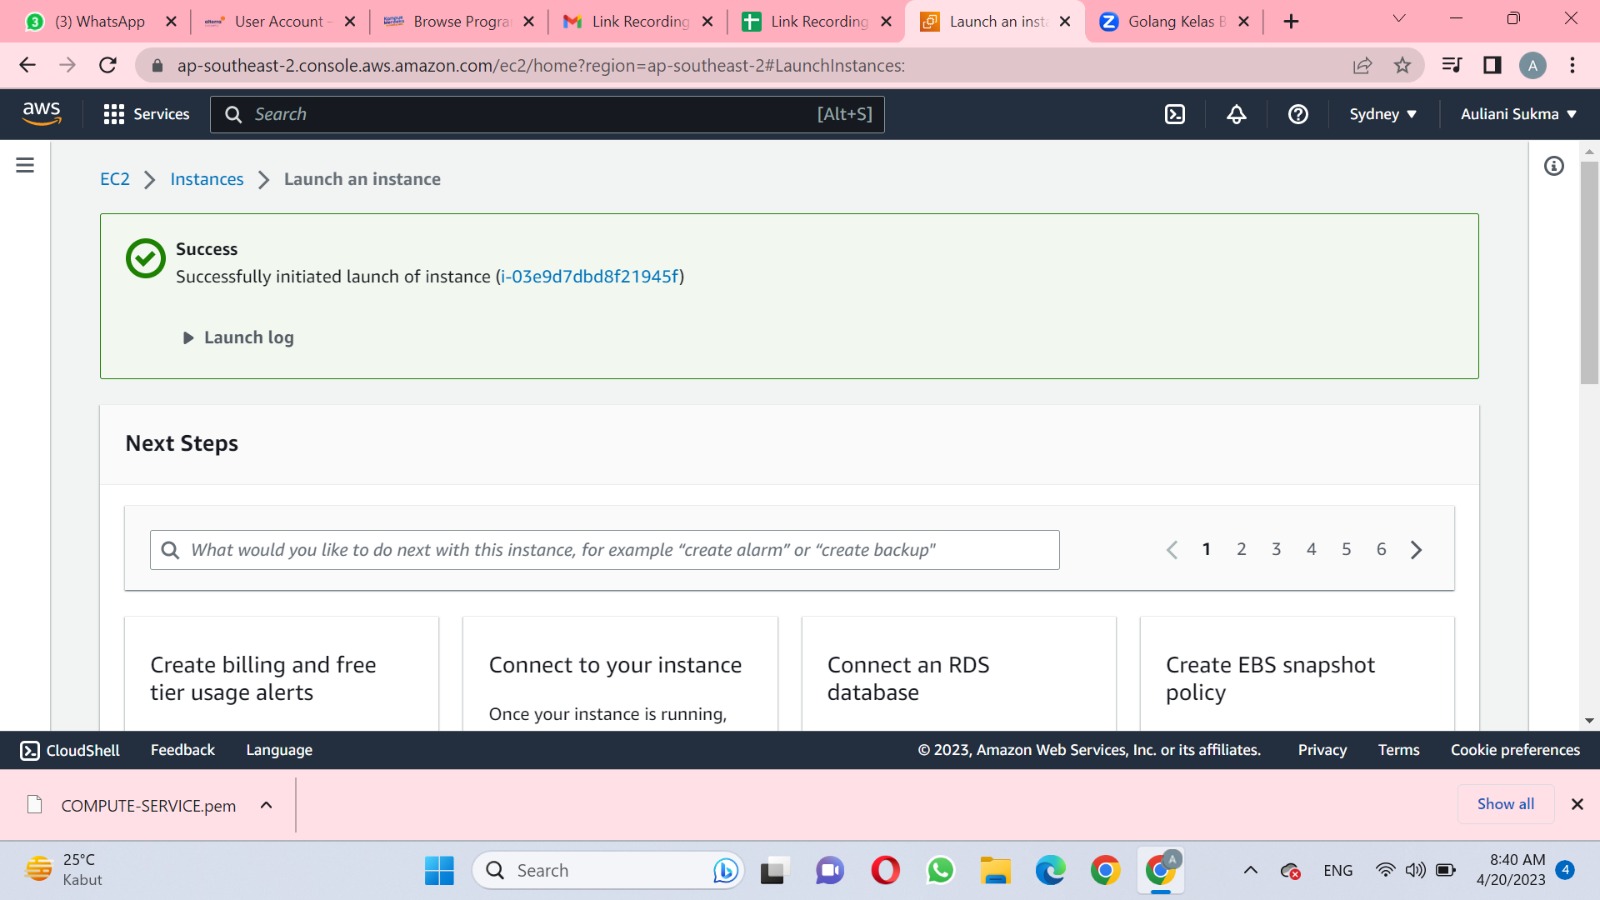 (3) WhatsApp
User Account -
Browse Progra
Link Recording
Link Recording
Launch an inst
Golang Kelas B
ap-southeast-2.console.aws.amazon.com/ec2/home?region=ap-southeast-2#LaunchInstances:
A
aws
Services
Search
[Alt+S]
Sydney
Auliani Sukma
EC2
Instances
Launch an instance
Success
Successfully initiated launch of instance (i-03e9d7dbd8f21945f)
Launch log
Next Steps
What would you like to do next with this instance, for example “create alarm” or “create backup"
1 2 3 4 5 6
Create billing and free
tier usage alerts
Connect to your instance
Once your instance is running,
Connect an RDS
database
Create EBS snapshot
policy
CloudShell
Feedback
Language
© 2023, Amazon Web Services, Inc. or its affiliates.
Privacy
Terms
Cookie preferences
COMPUTE-SERVICE.pem
Show all
25°C
Kabut
Search
A
ENG
8:40 AM
4/20/2023
4